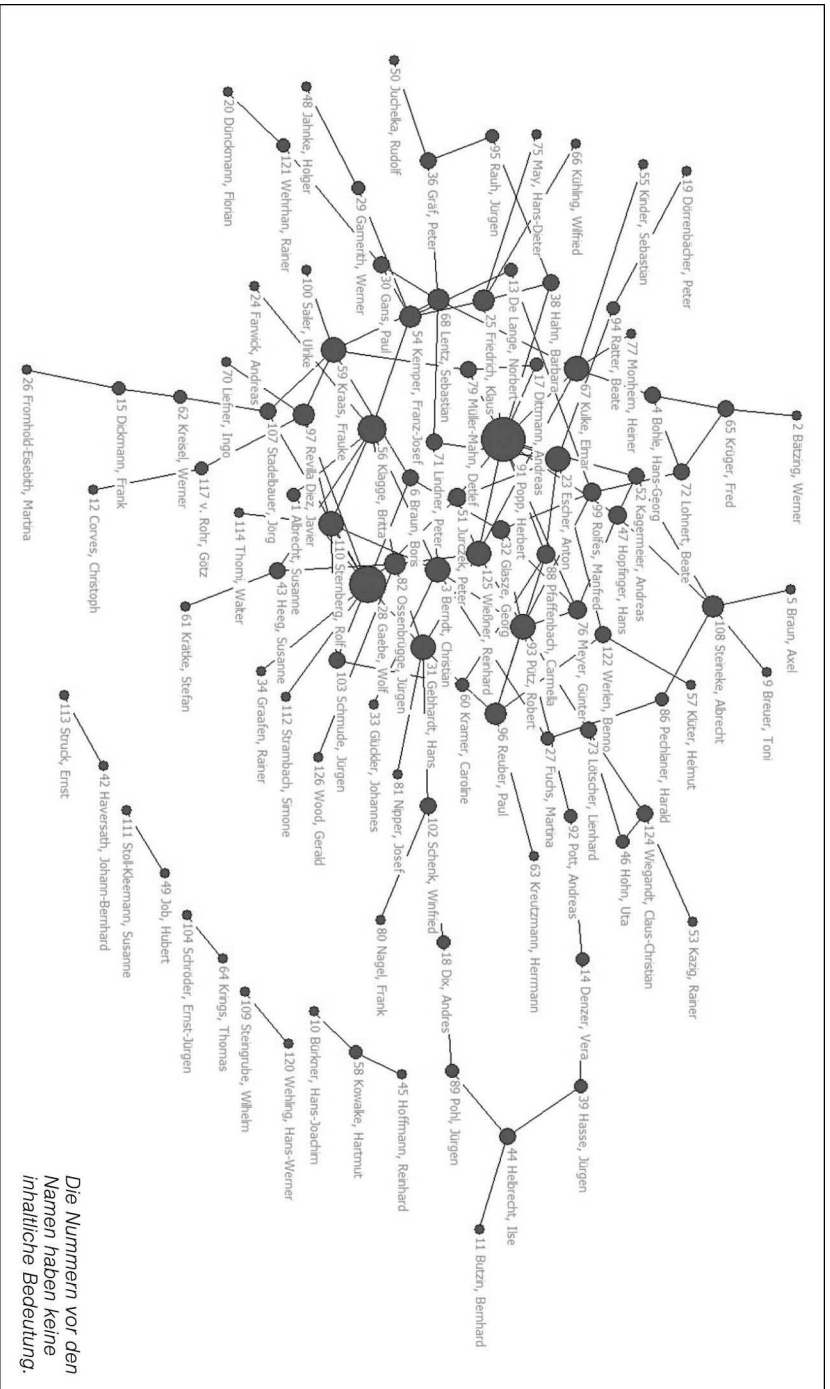 2 Bätzing, Werner
5 Braun, Axel
9 Breuer, Toni
65 Krüger, Fred
108 Steineke, Albrecht
53 Kazig, Rainer
57 Klüter, Helmut
19 Dörrenbächer, Peter
72 Lohnert, Beate
86 Pechlaner, Harald
4 Bohle, Hans-Georg
124 Wiegandt, Claus-Christian
55 Kinder, Sebastian
52 Kagermeier, Andreas
77 Monheim, Heiner
46 Hohn, Uta
47 Hopfinger, Hans
94 Ratter, Beate
122 Werlen, Benno
99 Rolfes, Manfred
73 Lötscher, Lienhard
14 Denzer, Vera
39 Hasse, Jürgen
76 Meyer, Günter
67 Kulke, Elmar
66 Kühling, Wilfried
92 Pott, Andreas
23 Escher, Anton
38 Hahn, Barbara
27 Fuchs, Martina
88 Pfaffenbach, Carmella
75 May, Hans-Dieter
17 Dittmann, Andreas
63 Kreutzmann, Herrmann
93 Pütz, Robert
13 De Lange, Norbert
44 Helbrecht, Ilse
91 Popp, Herbert
32 Glasze, Georg
96 Reuber, Paul
95 Rauh, Jürgen
25 Friedrich, Klaus
125 Wießner, Reinhard
11 Butzin, Bernhard
79 Müller-Mahn, Detlef
60 Kramer, Caroline
51 Jurczek, Peter
89 Pohl, Jürgen
18 Dix, Andres
68 Lentz, Sebastian
3 Berndt, Christian
71 Lindner, Peter
36 Gräf, Peter
102 Schenk, Winfried
31 Gebhardt, Hans
54 Kemper, Franz-Josef
6 Braun, Boris
45 Hoffmann, Reinhard
81 Nipper, Josef
82 Ossenbrügge, Jürgen
50 Juchelka, Rudolf
30 Gans, Paul
80 Nagel, Frank
33 Glückler, Johannes
56 Klagge, Britta
28 Gaebe, Wolf
29 Gamerith, Werner
58 Kowalke, Hartmut
103 Schmude, Jürgen
59 Kraas, Frauke
110 Sternberg, Rolf
126 Wood, Gerald
10 Bürkner, Hans-Joachim
48 Jahnke, Holger
100 Sailer, Ulrike
97 Revilla Diez, Javier
1 Albrecht, Susanne
120 Wehling, Hans-Werner
112 Strambach, Simone
121 Wehrhan, Rainer
43 Heeg, Susanne
107 Stadelbauer, Jörg
34 Graafen, Rainer
24 Farwick, Andreas
109 Steingrube, Wilhelm
114 Thomi, Walter
20 Dünckmann, Florian
70 Liefner, Ingo
64 Krings, Thomas
117 v. Rohr, Götz
104 Schröder, Ernst-Jürgen
61 Krätke, Stefan
62 Kreisel, Werner
49 Job, Hubert
111 Stoll-Kleemann, Susanne
15 Dickmann, Frank
42 Haversath, Johann-Bernhard
12 Corves, Christoph
113 Struck, Ernst
26 Fromhold-Eisebith, Martina
Die Nummern vor den
Namen haben keine
inhaltliche Bedeutung.